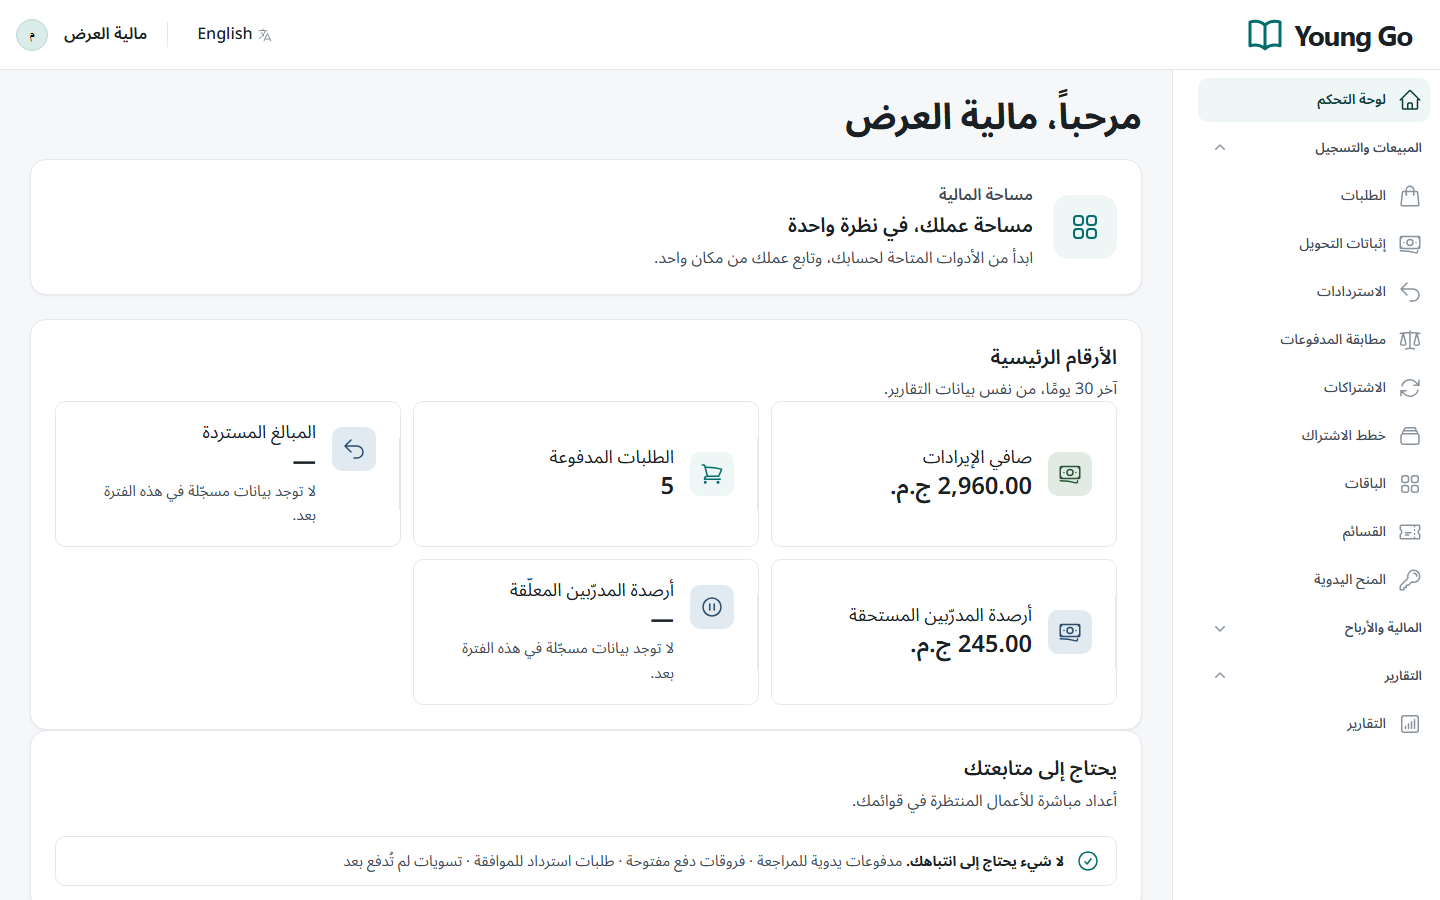 Young Go
English
مالية العرض
م
لوحة التحكم
المبيعات والتسجيل
الطلبات
إثباتات التحويل
الاستردادات
مطابقة المدفوعات
الاشتراكات
خطط الاشتراك
الباقات
القسائم
المنح اليدوية
المالية والأرباح
التقارير
التقارير
مرحباً، مالية العرض
مساحة المالية
مساحة عملك، في نظرة واحدة
ابدأ من الأدوات المتاحة لحسابك، وتابع عملك من مكان واحد.
الأرقام الرئيسية
آخر 30 يومًا، من نفس بيانات التقارير.
صافي الإيرادات
2,960.00 ج.م.
الطلبات المدفوعة
5
المبالغ المستردة
—
لا توجد بيانات مسجّلة في هذه الفترة
بعد.
أرصدة المدرّبين المستحقة
245.00 ج.م.
أرصدة المدرّبين المعلّقة
—
لا توجد بيانات مسجّلة في هذه الفترة
بعد.
يحتاج إلى متابعتك
أعداد مباشرة للأعمال المنتظرة في قوائمك.
لا شيء يحتاج إلى انتباهك. مدفوعات يدوية للمراجعة · فروقات دفع مفتوحة · طلبات استرداد للموافقة · تسويات لم تُدفع بعد